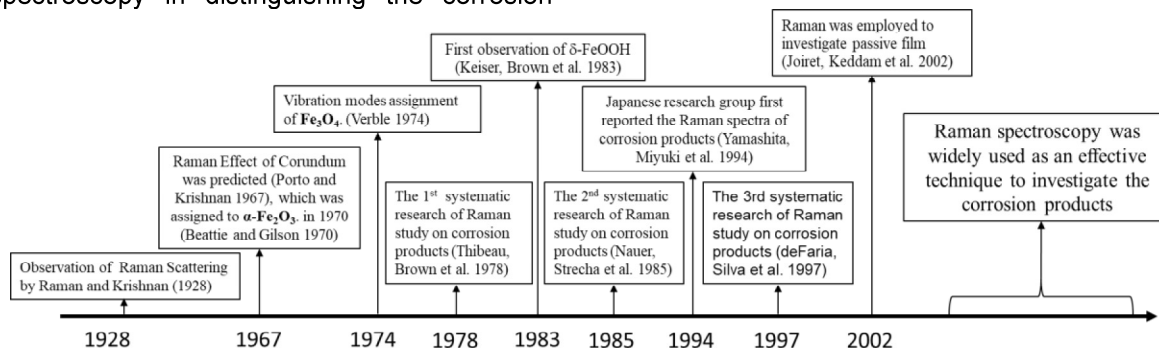 spectroscopy in distinguishing the corrosion
Raman was employed to
investigate passive film
(Joiret, Keddam et al. 2002)
First observation of δ-FeOOH
(Keiser, Brown et al. 1983)
Vibration modes assignment
of Fe₃O₄. (Verble 1974)
Japanese research group first
reported the Raman spectra of
corrosion products (Yamashita,
Miyuki et al. 1994)
Raman spectroscopy was
widely used as an effective
technique to investigate the
corrosion products
Raman Effect of Corundum
was predicted (Porto and
Krishnan 1967), which was
assigned to α-Fe₂O₃. in 1970
(Beattie and Gilson 1970)
The 1st systematic
research of Raman
study on corrosion
products (Thibeau,
Brown et al. 1978)
The 2nd systematic
research of Raman
study on corrosion
products (Nauer,
Strecha et al. 1985)
The 3rd systematic
research of Raman
study on corrosion
products (deFaria,
Silva et al. 1997)
Observation of Raman Scattering
by Raman and Krishnan (1928)
1928 1967 1974 1978 1983 1985 1994 1997 2002